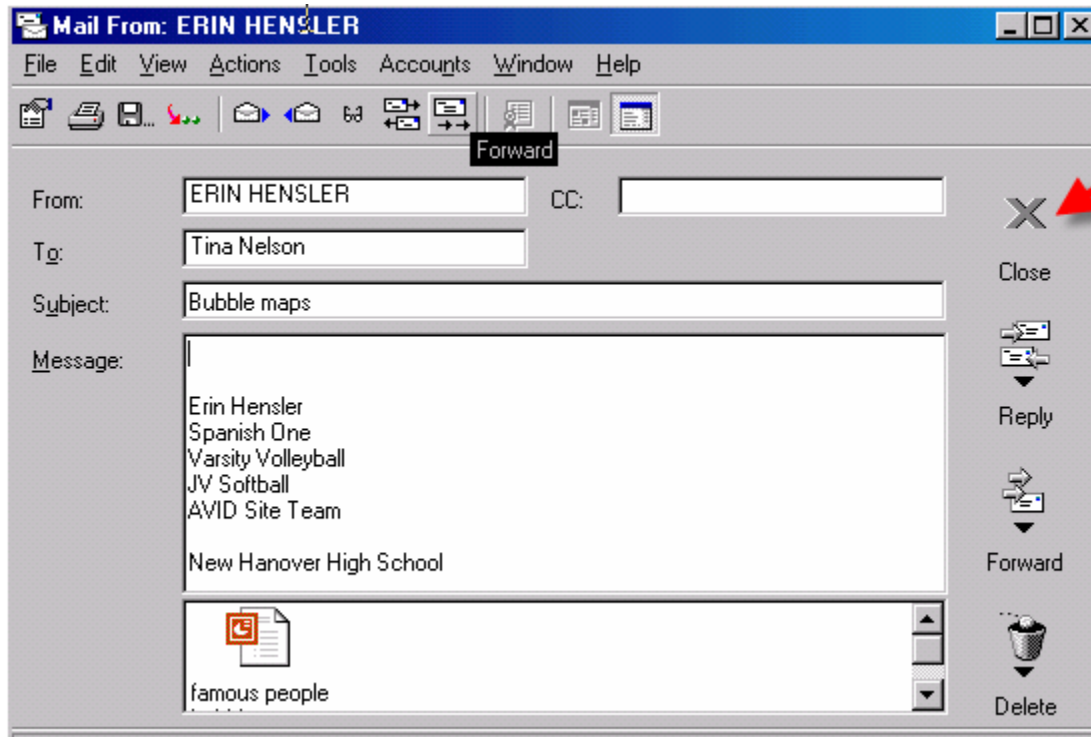 Mail From: ERIN HENSLER
File Edit View Actions Tools Accounts Window Help
Forward
From: ERIN HENSLER CC:
To: Tina Nelson
Close
Subject: Bubble maps
Message:
Erin Hensler
Spanish One
Varsity Volleyball
JV Softball
AVID Site Team
New Hanover High School
Reply
Forward
famous people
Delete